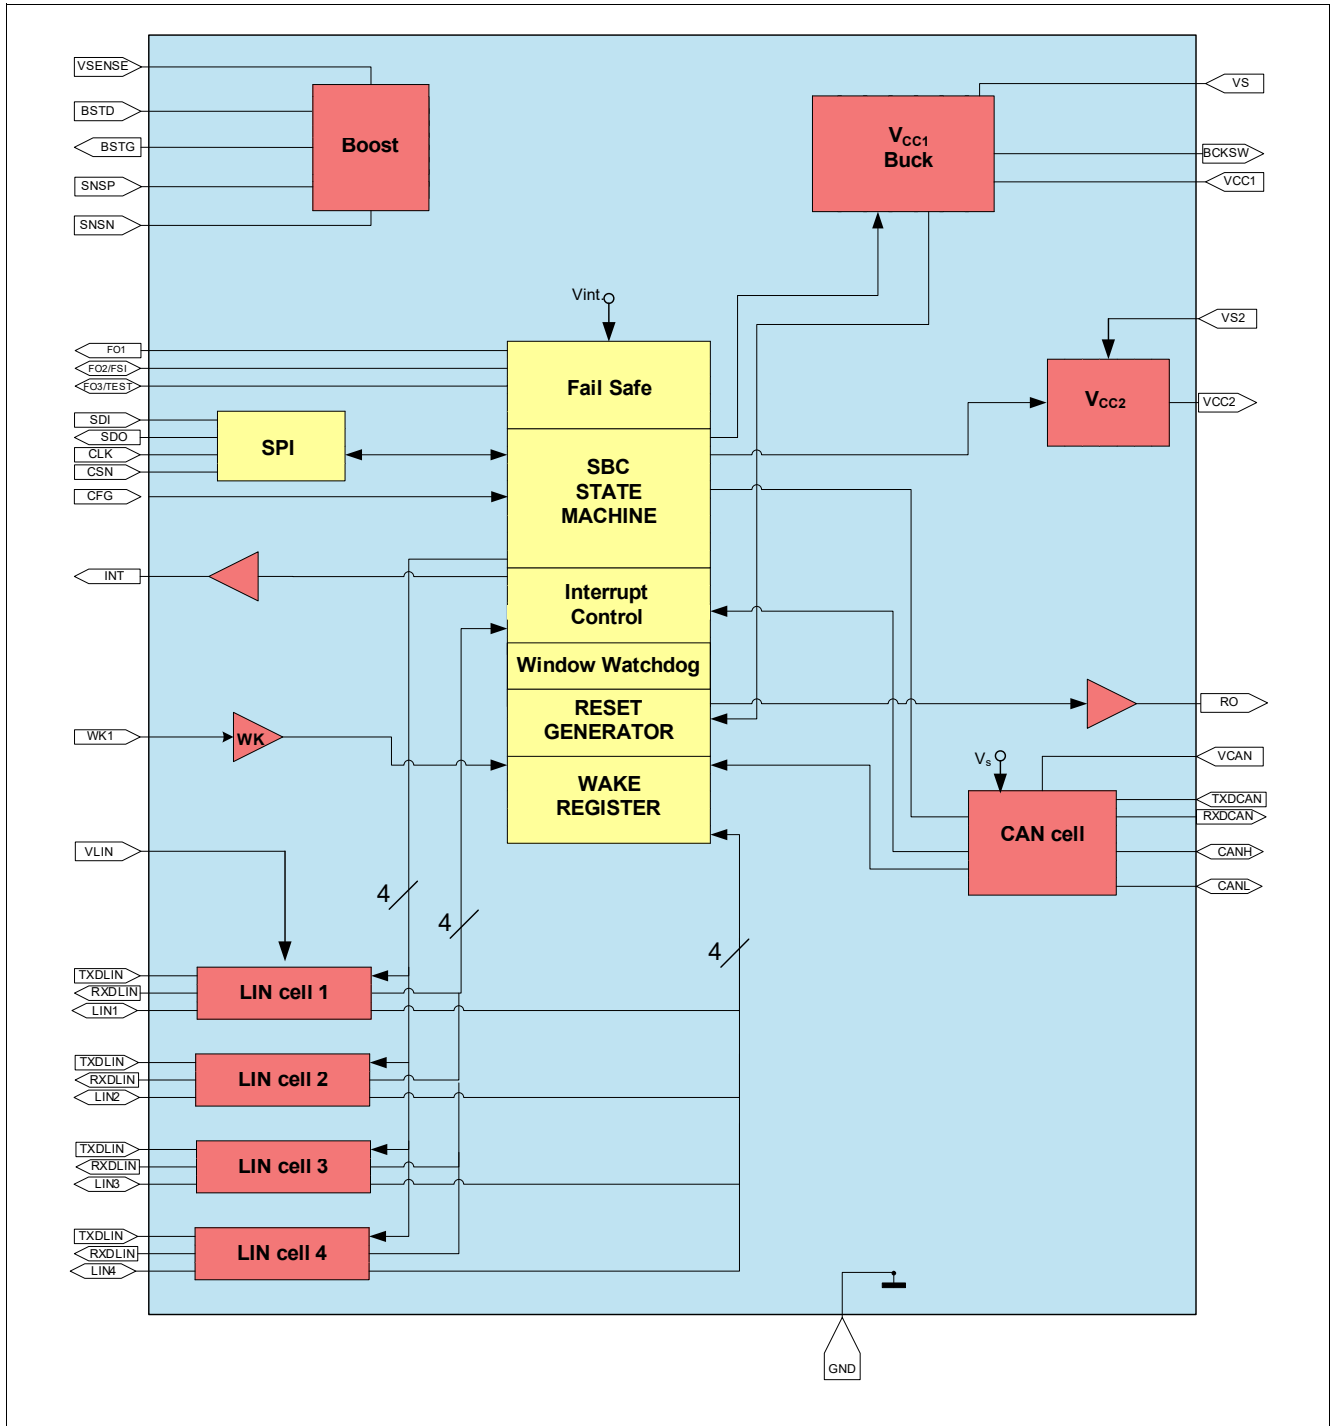 VSENSE
BSTD
BSTG
SNSP
SNSN
Boost
VCC1
Buck
VS
BCKSW
VCC1
Vint.
VS2
VCC2
VCC2
FO1
FO2/FSI
FO3/TEST
Fail Safe
SDI
SDO
CLK
CSN
CFG
SPI
SBC
STATE
MACHINE
INT
Interrupt
Control
Window Watchdog
RESET
GENERATOR
RO
WK1
WK
WAKE
REGISTER
Vs
VCAN
TXDCAN
RXDCAN
CANH
CANL
CAN cell
VLIN
4
4
4
TXDLIN
RXDLIN
LIN1
LIN cell 1
TXDLIN
RXDLIN
LIN2
LIN cell 2
TXDLIN
RXDLIN
LIN3
LIN cell 3
TXDLIN
RXDLIN
LIN4
LIN cell 4
GND